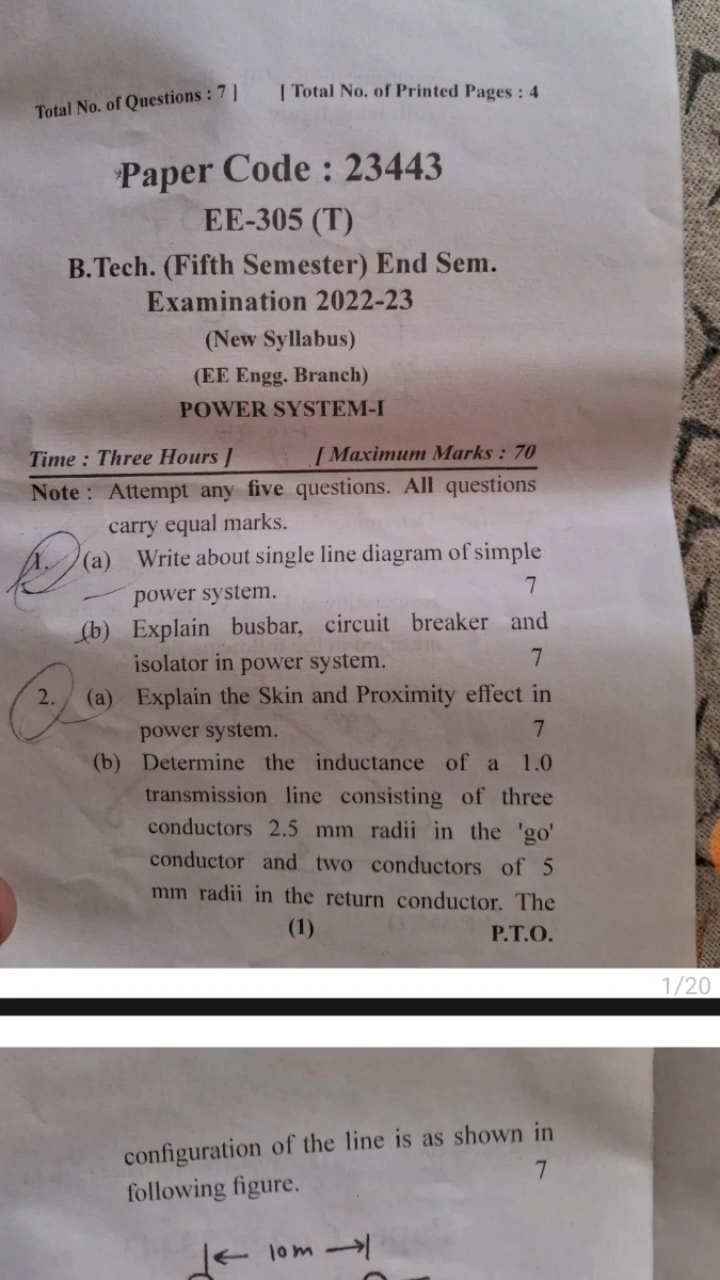 Total No. of Questions : 7 ] [ Total No. of Printed Pages : 4
Paper Code : 23443
EE-305 (T)
B.Tech. (Fifth Semester) End Sem.
Examination 2022-23
(New Syllabus)
(EE Engg. Branch)
POWER SYSTEM-I
Time : Three Hours ] [ Maximum Marks : 70
Note : Attempt any five questions. All questions
carry equal marks.
1. (a) Write about single line diagram of simple
power system. 7
(b) Explain busbar, circuit breaker and
isolator in power system. 7
2. (a) Explain the Skin and Proximity effect in
power system. 7
(b) Determine the inductance of a 1.0
transmission line consisting of three
conductors 2.5 mm radii in the 'go'
conductor and two conductors of 5
mm radii in the return conductor. The
(1) P.T.O.
1/20
configuration of the line is as shown in
following figure. 7
|← 10m →|